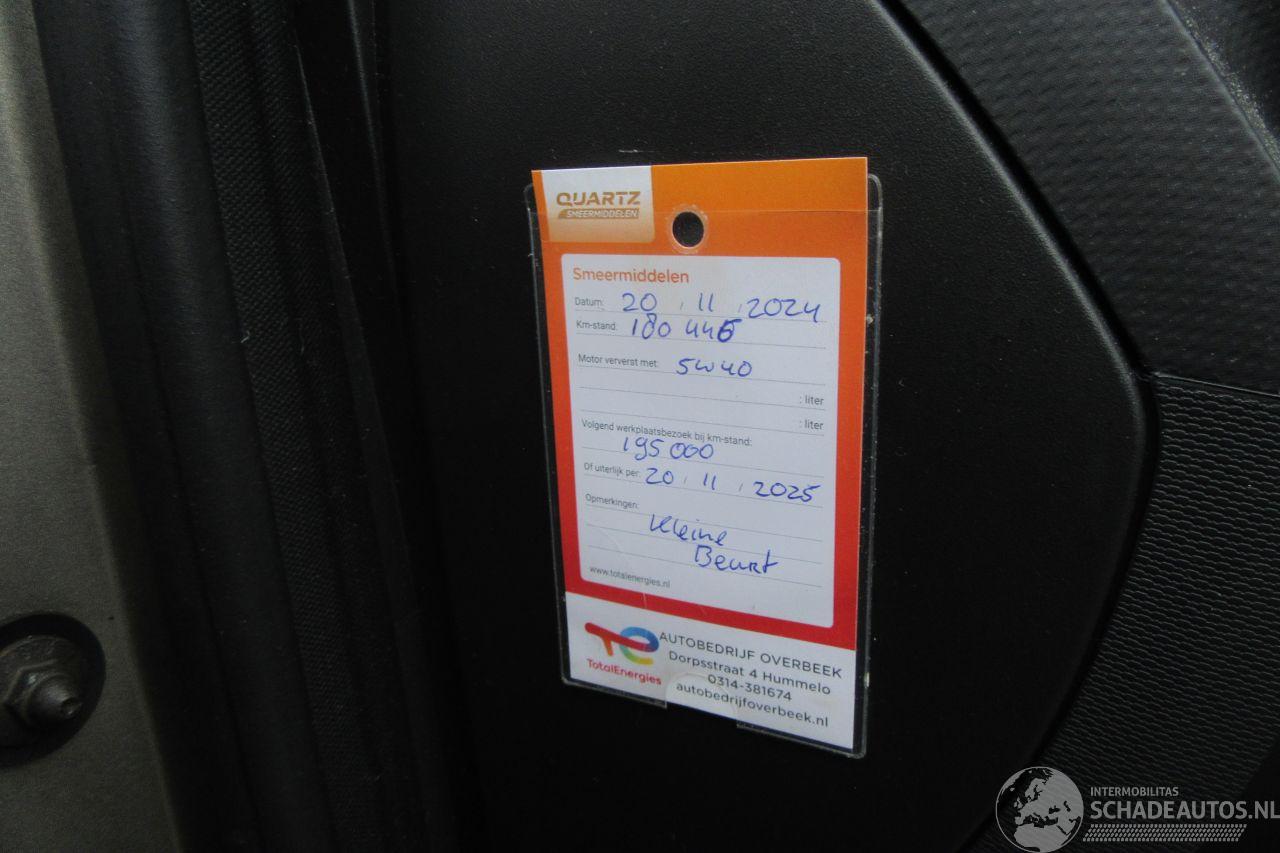 QUARTZ
SMEERMIDDELEN
Smeermiddelen
Datum: 20 . 11 . 2024
Km-stand: 180 446
Motor ververst met: 5W40
: liter
: liter
Volgend werkplaatsbezoek bij km-stand:
195 000
Of uiterlijk per: 20 . 11 . 2025
Opmerkingen:
Kleine
Beurt
www.totalenergies.nl
TotalEnergies
AUTOBEDRIJF OVERBEEK
Dorpsstraat 4 Hummelo
0314-381674
autobedrijfoverbeek.nl
INTERMOBILITAS
SCHADEAUTOS.NL